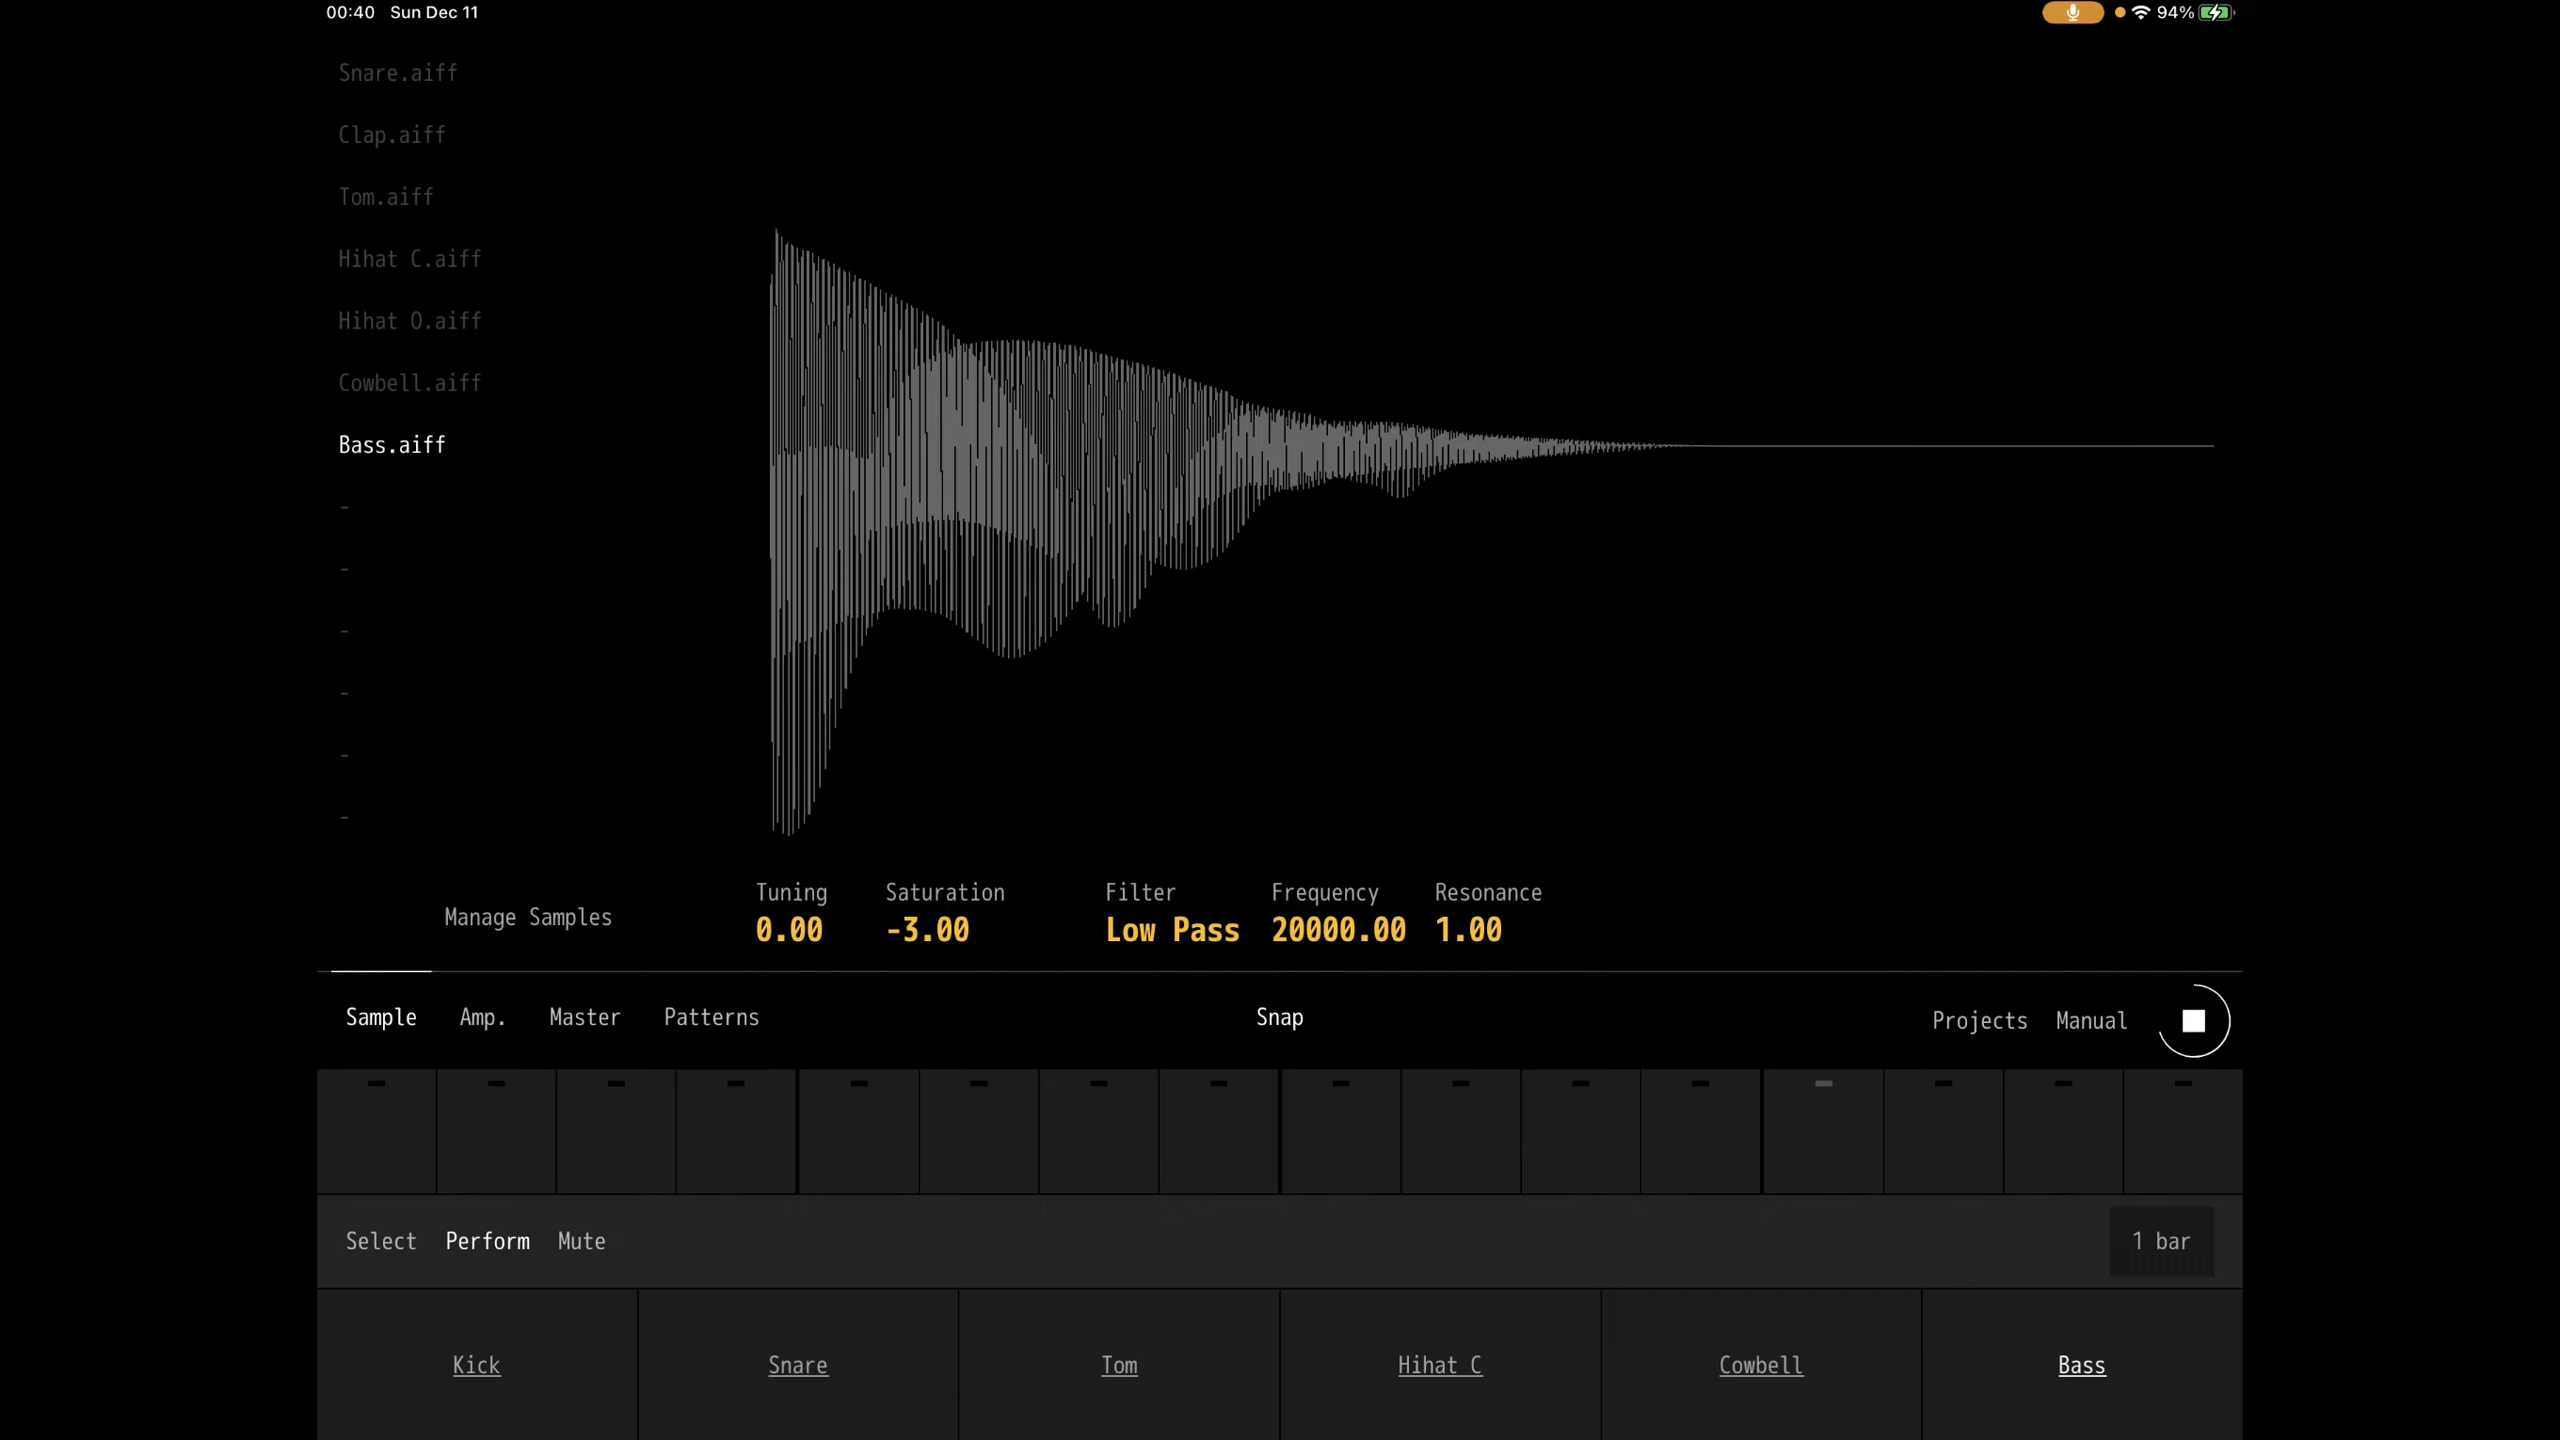 00:40 Sun Dec 11 94%
Snare.aiff
Clap.aiff
Tom.aiff
Hihat C.aiff
Hihat O.aiff
Cowbell.aiff
Bass.aiff
-
-
-
-
-
-
Manage Samples
Tuning Saturation Filter Frequency Resonance
0.00 -3.00 Low Pass 20000.00 1.00
Sample Amp. Master Patterns Snap Projects Manual
Select Perform Mute 1 bar
Kick Snare Tom Hihat C Cowbell Bass